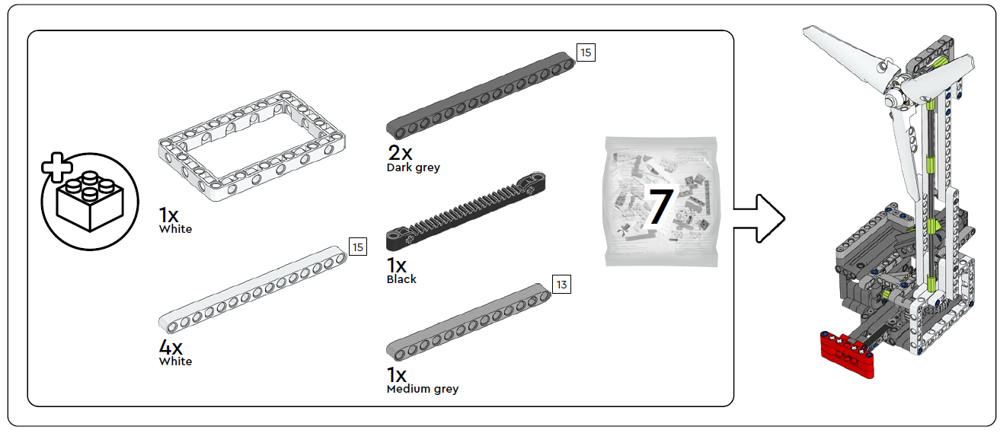 1x
White
15
4x
White
15
2x
Dark grey
1x
Black
13
1x
Medium grey
7